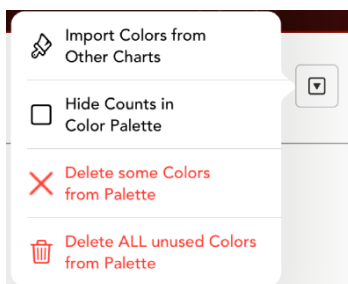 Import Colors from
Other Charts
Hide Counts in
Color Palette
Delete some Colors
from Palette
Delete ALL unused Colors
from Palette